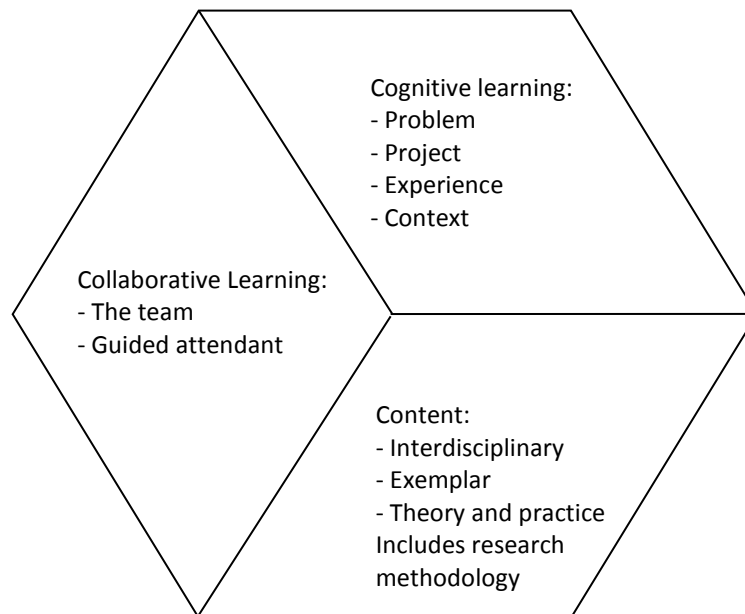 Cognitive learning:
- Problem
- Project
- Experience
- Context
Collaborative Learning:
- The team
- Guided attendant
Content:
- Interdisciplinary
- Exemplar
- Theory and practice
Includes research
methodology